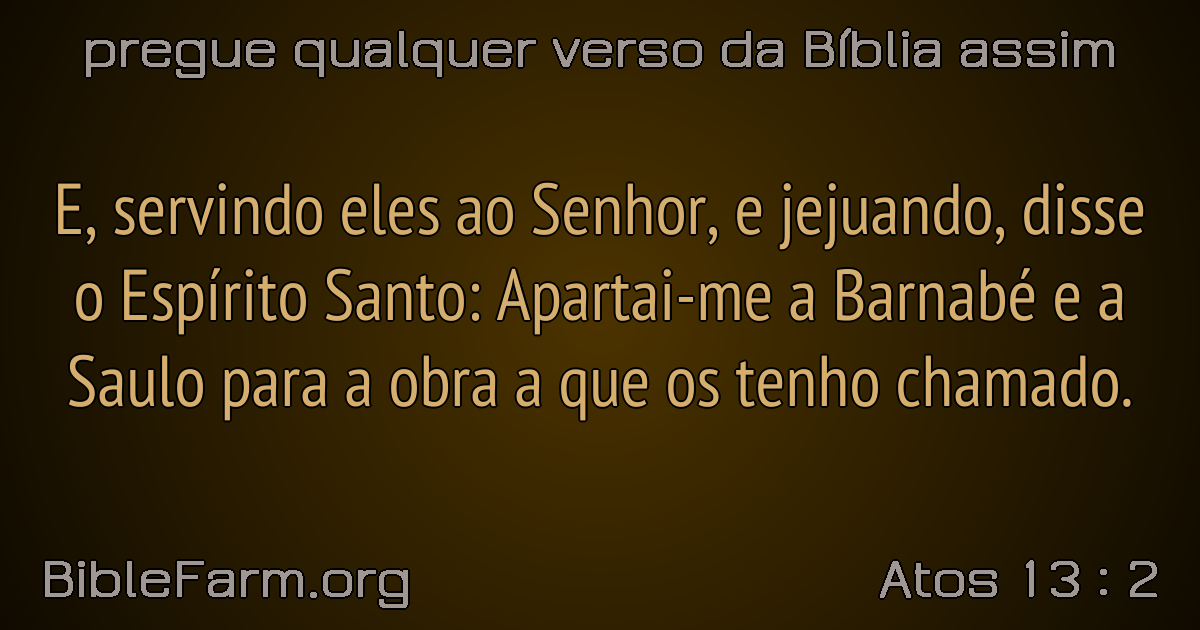 pregue qualquer verso da Bíblia assim
E, servindo eles ao Senhor, e jejuando, disse
o Espírito Santo: Apartai-me a Barnabé e a
Saulo para a obra a que os tenho chamado.
BibleFarm.org
Atos 13 : 2